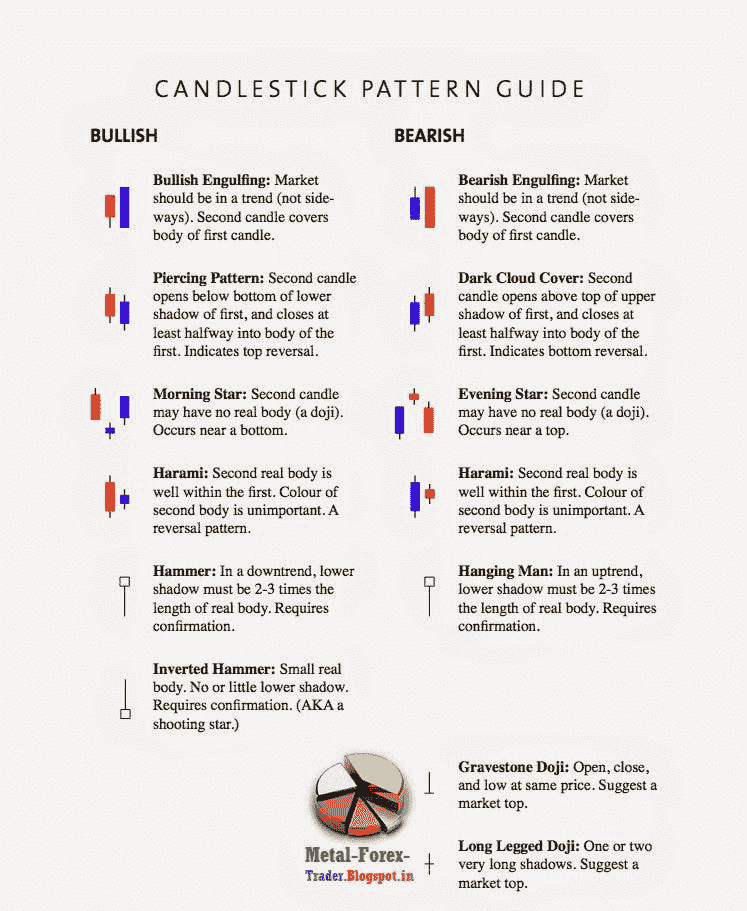 CANDLESTICK PATTERN GUIDE
BULLISH
Bullish Engulfing: Market
should be in a trend (not side-
ways). Second candle covers
body of first candle.
Piercing Pattern: Second candle
opens below bottom of lower
shadow of first, and closes at
least halfway into body of the
first. Indicates top reversal.
Morning Star: Second candle
may have no real body (a doji).
Occurs near a bottom.
Harami: Second real body is
well within the first. Colour of
second body is unimportant. A
reversal pattern.
Hammer: In a downtrend, lower
shadow must be 2-3 times the
length of real body. Requires
confirmation.
Inverted Hammer: Small real
body. No or little lower shadow.
Requires confirmation. (AKA a
shooting star.)
BEARISH
Bearish Engulfing: Market
should be in a trend (not side-
ways). Second candle covers
body of first candle.
Dark Cloud Cover: Second
candle opens above top of upper
shadow of first, and closes at
least halfway into body of the
first. Indicates bottom reversal.
Evening Star: Second candle
may have no real body (a doji).
Occurs near a top.
Harami: Second real body is
well within the first. Colour of
second body is unimportant. A
reversal pattern.
Hanging Man: In an uptrend,
lower shadow must be 2-3 times
the length of real body. Requires
confirmation.
Gravestone Doji: Open, close,
and low at same price. Suggest a
market top.
Long Legged Doji: One or two
very long shadows. Suggest a
market top.
Metal-Forex-
Trader.Blogspot.in